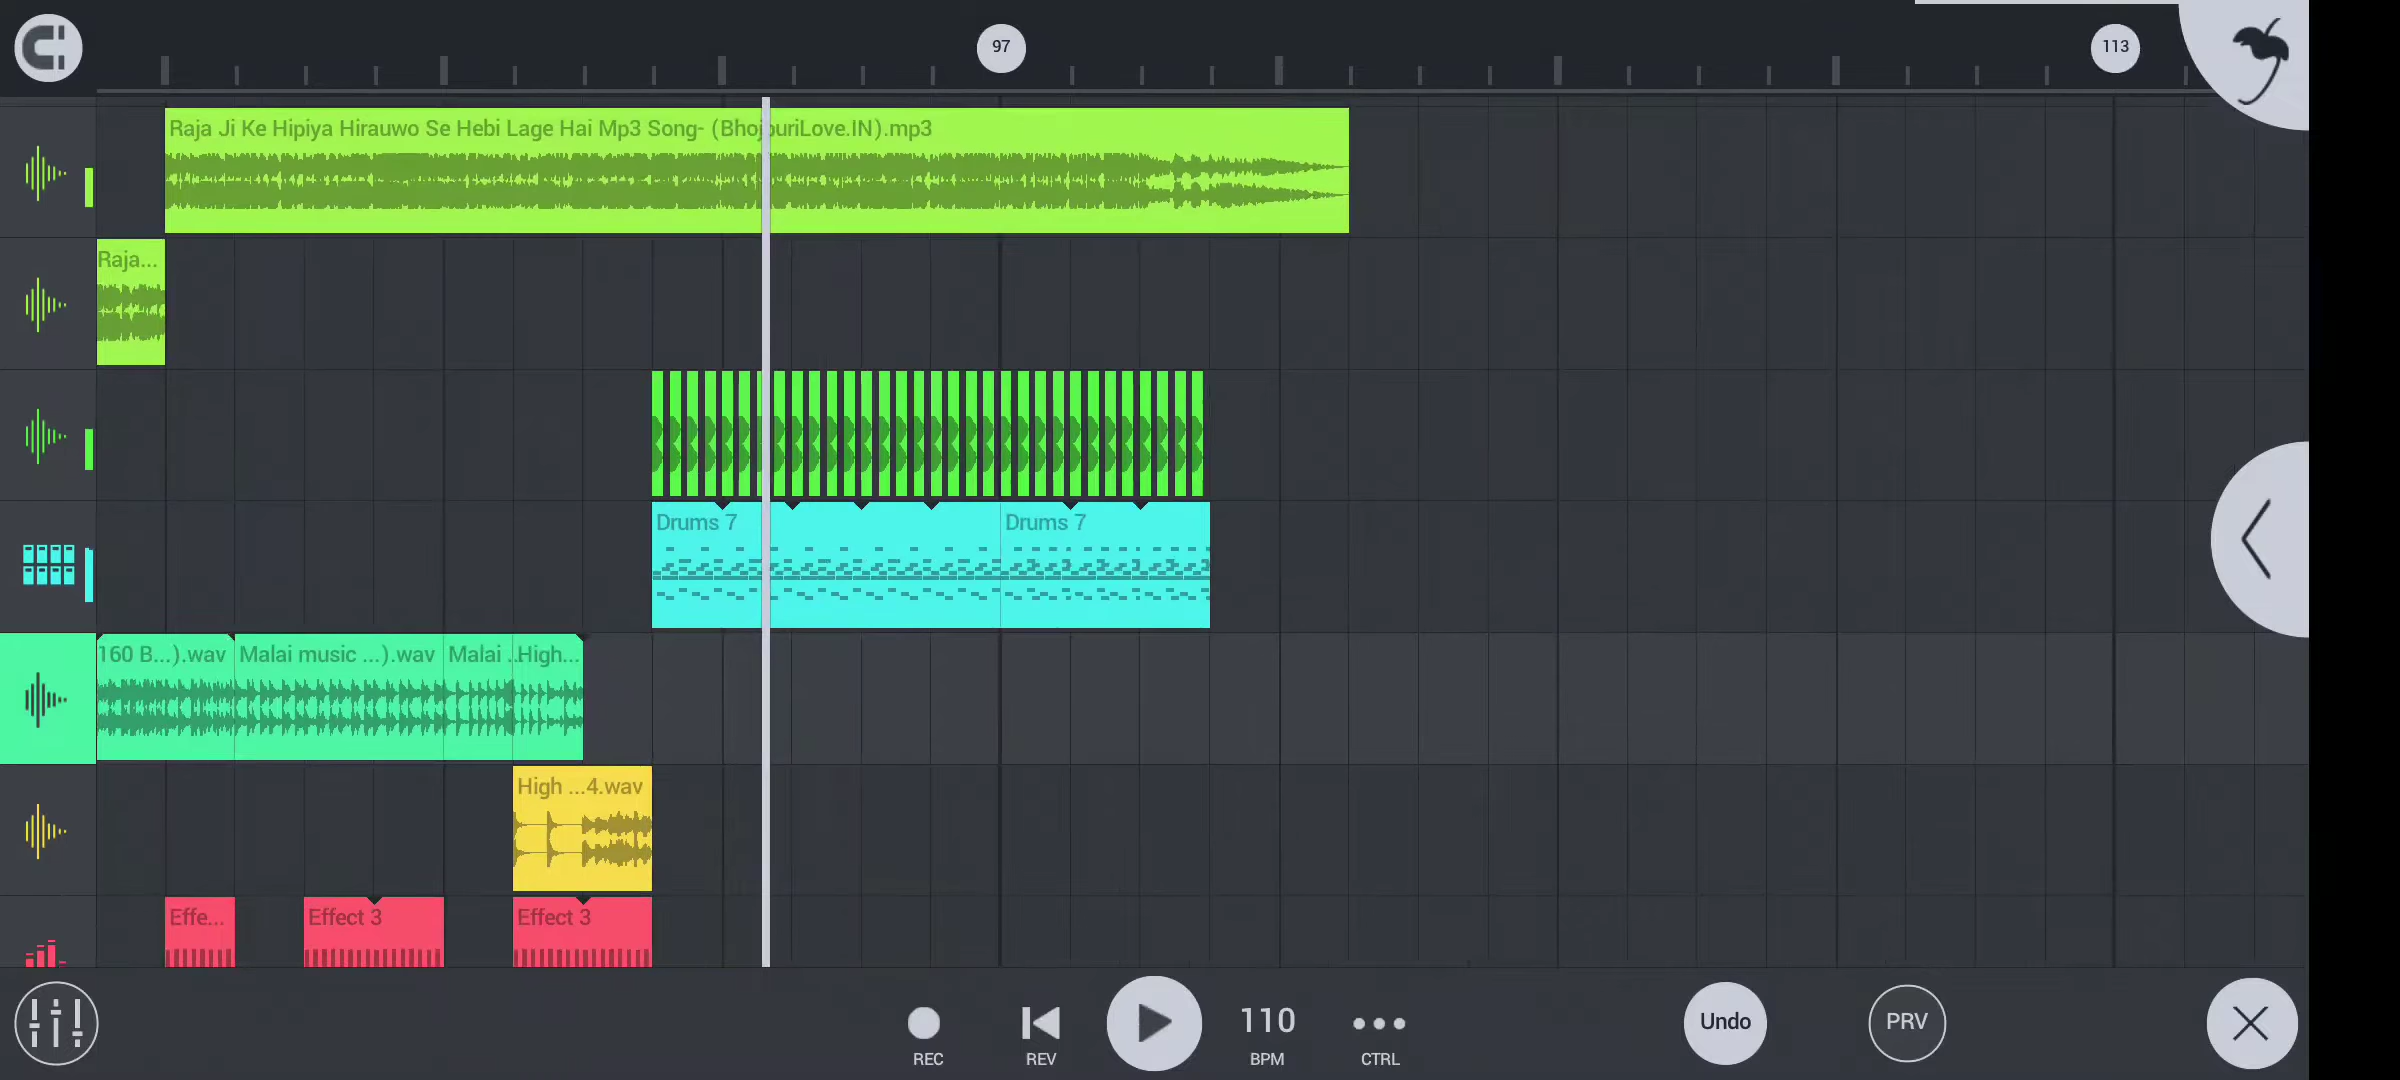 97
113
Raja Ji Ke Hipiya Hirauwo Se Hebi Lage Hai Mp3 Song- (BhojpuriLove.IN).mp3
Raja...
Drums 7
Drums 7
160 B...).wav
Malai music ...).wav
Malai ..
High...
High ...4.wav
Effe...
Effect 3
Effect 3
REC
REV
110
BPM
CTRL
Undo
PRV